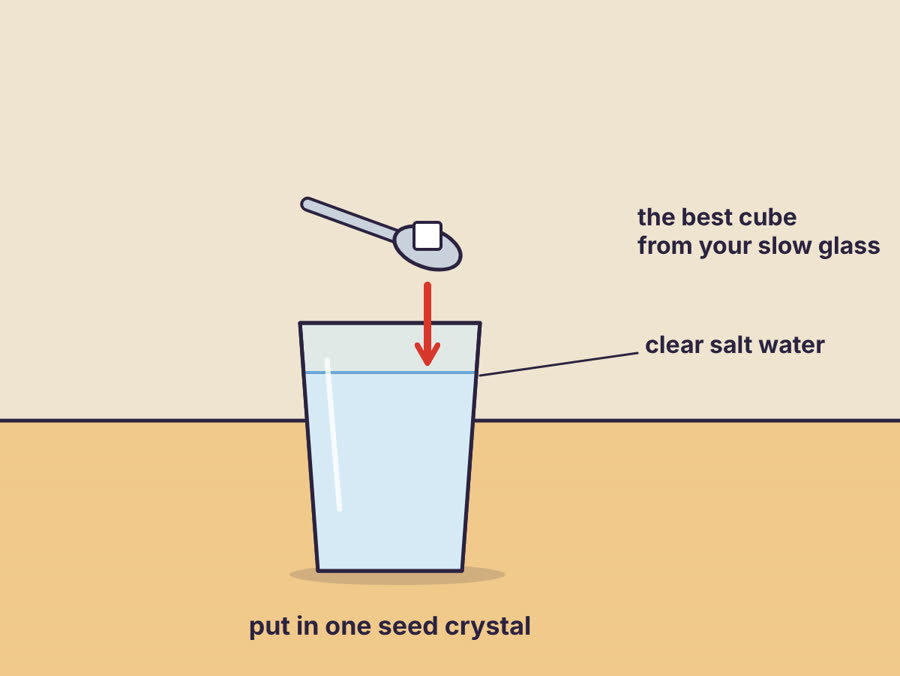 the best cube
from your slow glass
clear salt water
put in one seed crystal